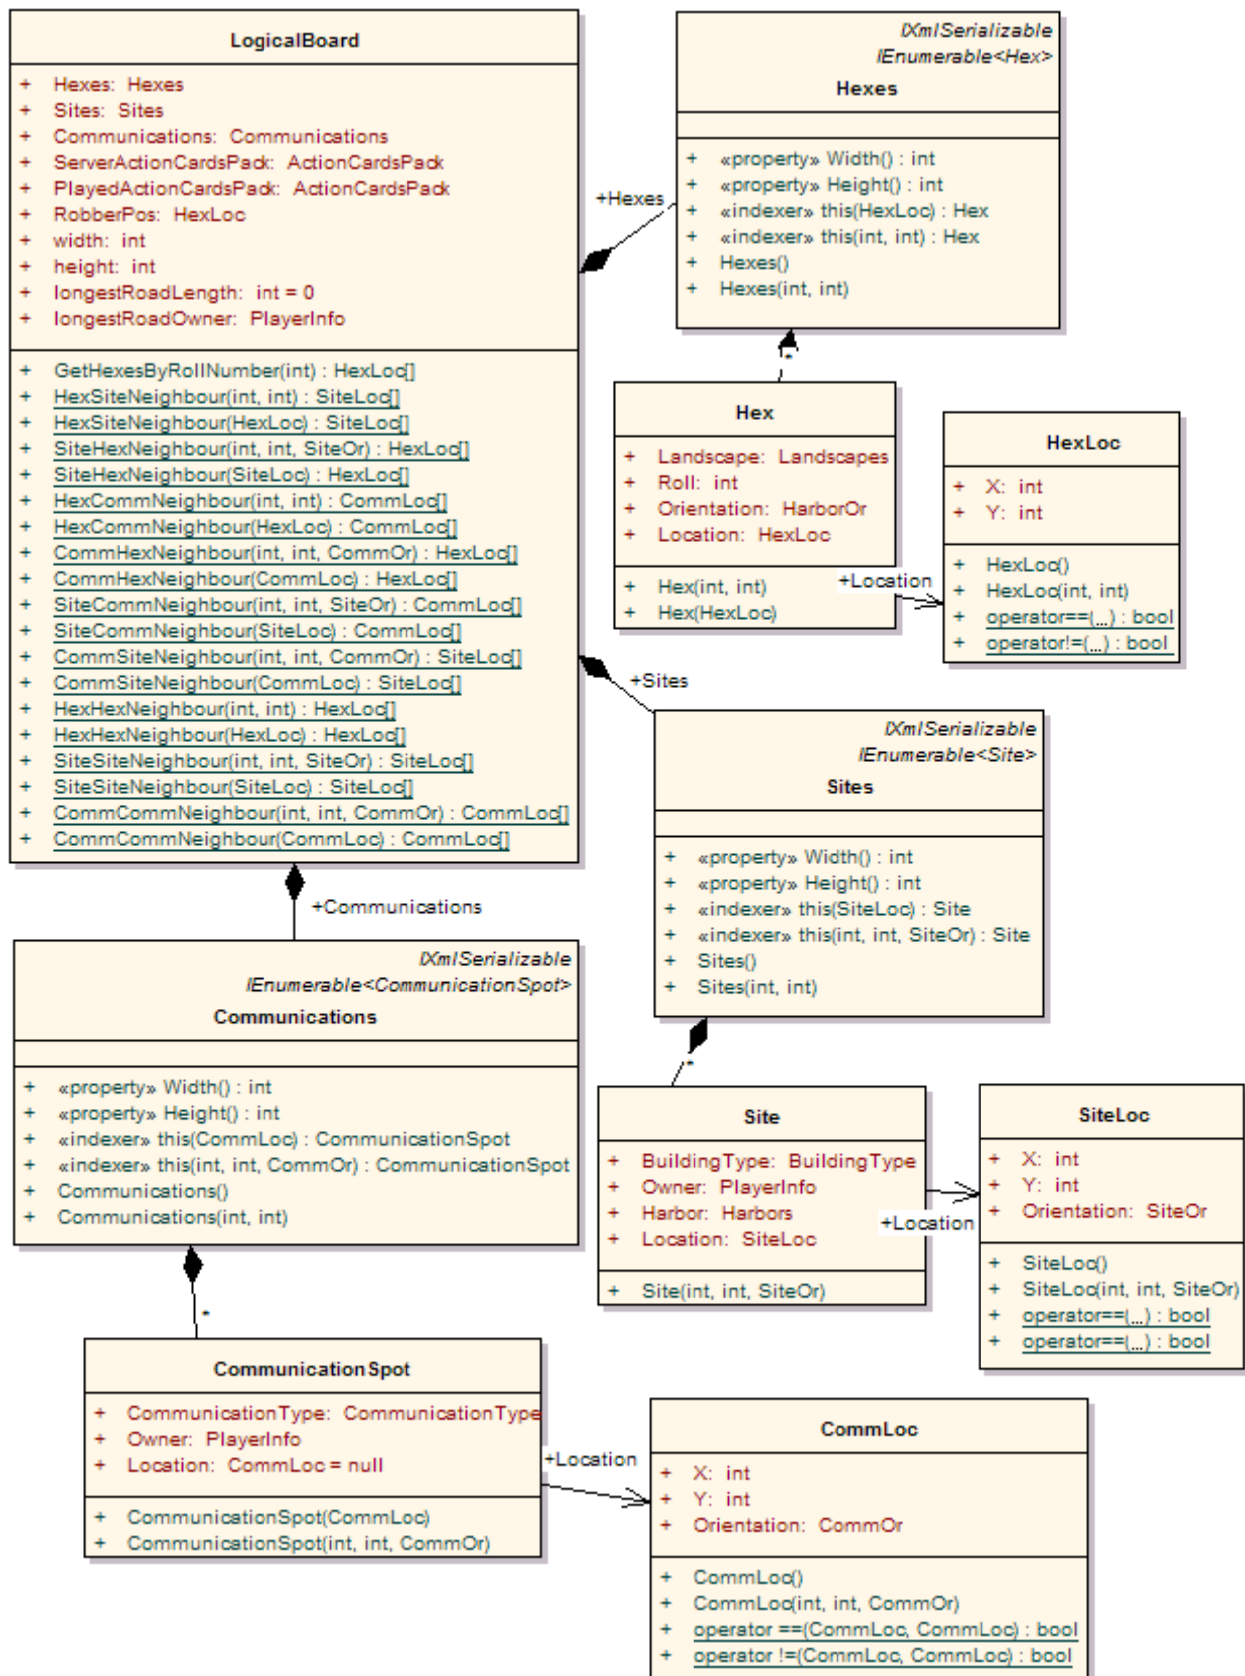 LogicalBoard
+ Hexes: Hexes
+ Sites: Sites
+ Communications: Communications
+ ServerActionCardsPack: ActionCardsPack
+ PlayedActionCardsPack: ActionCardsPack
+ RobberPos: HexLoc
+ width: int
+ height: int
+ longestRoadLength: int = 0
+ longestRoadOwner: PlayerInfo
+ GetHexesByRollNumber(int) : HexLoc[]
+ HexSiteNeighbour(int, int) : SiteLoc[]
+ HexSiteNeighbour(HexLoc) : SiteLoc[]
+ SiteHexNeighbour(int, int, SiteOr) : HexLoc[]
+ SiteHexNeighbour(SiteLoc) : HexLoc[]
+ HexCommNeighbour(int, int) : CommLoc[]
+ HexCommNeighbour(HexLoc) : CommLoc[]
+ CommHexNeighbour(int, int, CommOr) : HexLoc[]
+ CommHexNeighbour(CommLoc) : HexLoc[]
+ SiteCommNeighbour(int, int, SiteOr) : CommLoc[]
+ SiteCommNeighbour(SiteLoc) : CommLoc[]
+ CommSiteNeighbour(int, int, CommOr) : SiteLoc[]
+ CommSiteNeighbour(CommLoc) : SiteLoc[]
+ HexHexNeighbour(int, int) : HexLoc[]
+ HexHexNeighbour(HexLoc) : HexLoc[]
+ SiteSiteNeighbour(int, int, SiteOr) : SiteLoc[]
+ SiteSiteNeighbour(SiteLoc) : SiteLoc[]
+ CommCommNeighbour(int, int, CommOr) : CommLoc[]
+ CommCommNeighbour(CommLoc) : CommLoc[]
+Hexes
IXmlSerializable
IEnumerable<Hex>
Hexes
+ «property» Width() : int
+ «property» Height() : int
+ «indexer» this(HexLoc) : Hex
+ «indexer» this(int, int) : Hex
+ Hexes()
+ Hexes(int, int)
*
Hex
+ Landscape: Landscapes
+ Roll: int
+ Orientation: HarborOr
+ Location: HexLoc
+ Hex(int, int)
+ Hex(HexLoc)
+Location
HexLoc
+ X: int
+ Y: int
+ HexLoc()
+ HexLoc(int, int)
+ operator==(...) : bool
+ operator!=(...) : bool
+Sites
IXmlSerializable
IEnumerable<Site>
Sites
+ «property» Width() : int
+ «property» Height() : int
+ «indexer» this(SiteLoc) : Site
+ «indexer» this(int, int, SiteOr) : Site
+ Sites()
+ Sites(int, int)
*
+Communications
IXmlSerializable
IEnumerable<CommunicationSpot>
Communications
+ «property» Width() : int
+ «property» Height() : int
+ «indexer» this(CommLoc) : CommunicationSpot
+ «indexer» this(int, int, CommOr) : CommunicationSpot
+ Communications()
+ Communications(int, int)
*
Site
+ BuildingType: BuildingType
+ Owner: PlayerInfo
+ Harbor: Harbors
+ Location: SiteLoc
+ Site(int, int, SiteOr)
+Location
SiteLoc
+ X: int
+ Y: int
+ Orientation: SiteOr
+ SiteLoc()
+ SiteLoc(int, int, SiteOr)
+ operator==(...) : bool
+ operator==(...) : bool
CommunicationSpot
+ CommunicationType: CommunicationType
+ Owner: PlayerInfo
+ Location: CommLoc = null
+ CommunicationSpot(CommLoc)
+ CommunicationSpot(int, int, CommOr)
+Location
CommLoc
+ X: int
+ Y: int
+ Orientation: CommOr
+ CommLoc()
+ CommLoc(int, int, CommOr)
+ operator ==(CommLoc, CommLoc) : bool
+ operator !=(CommLoc, CommLoc) : bool